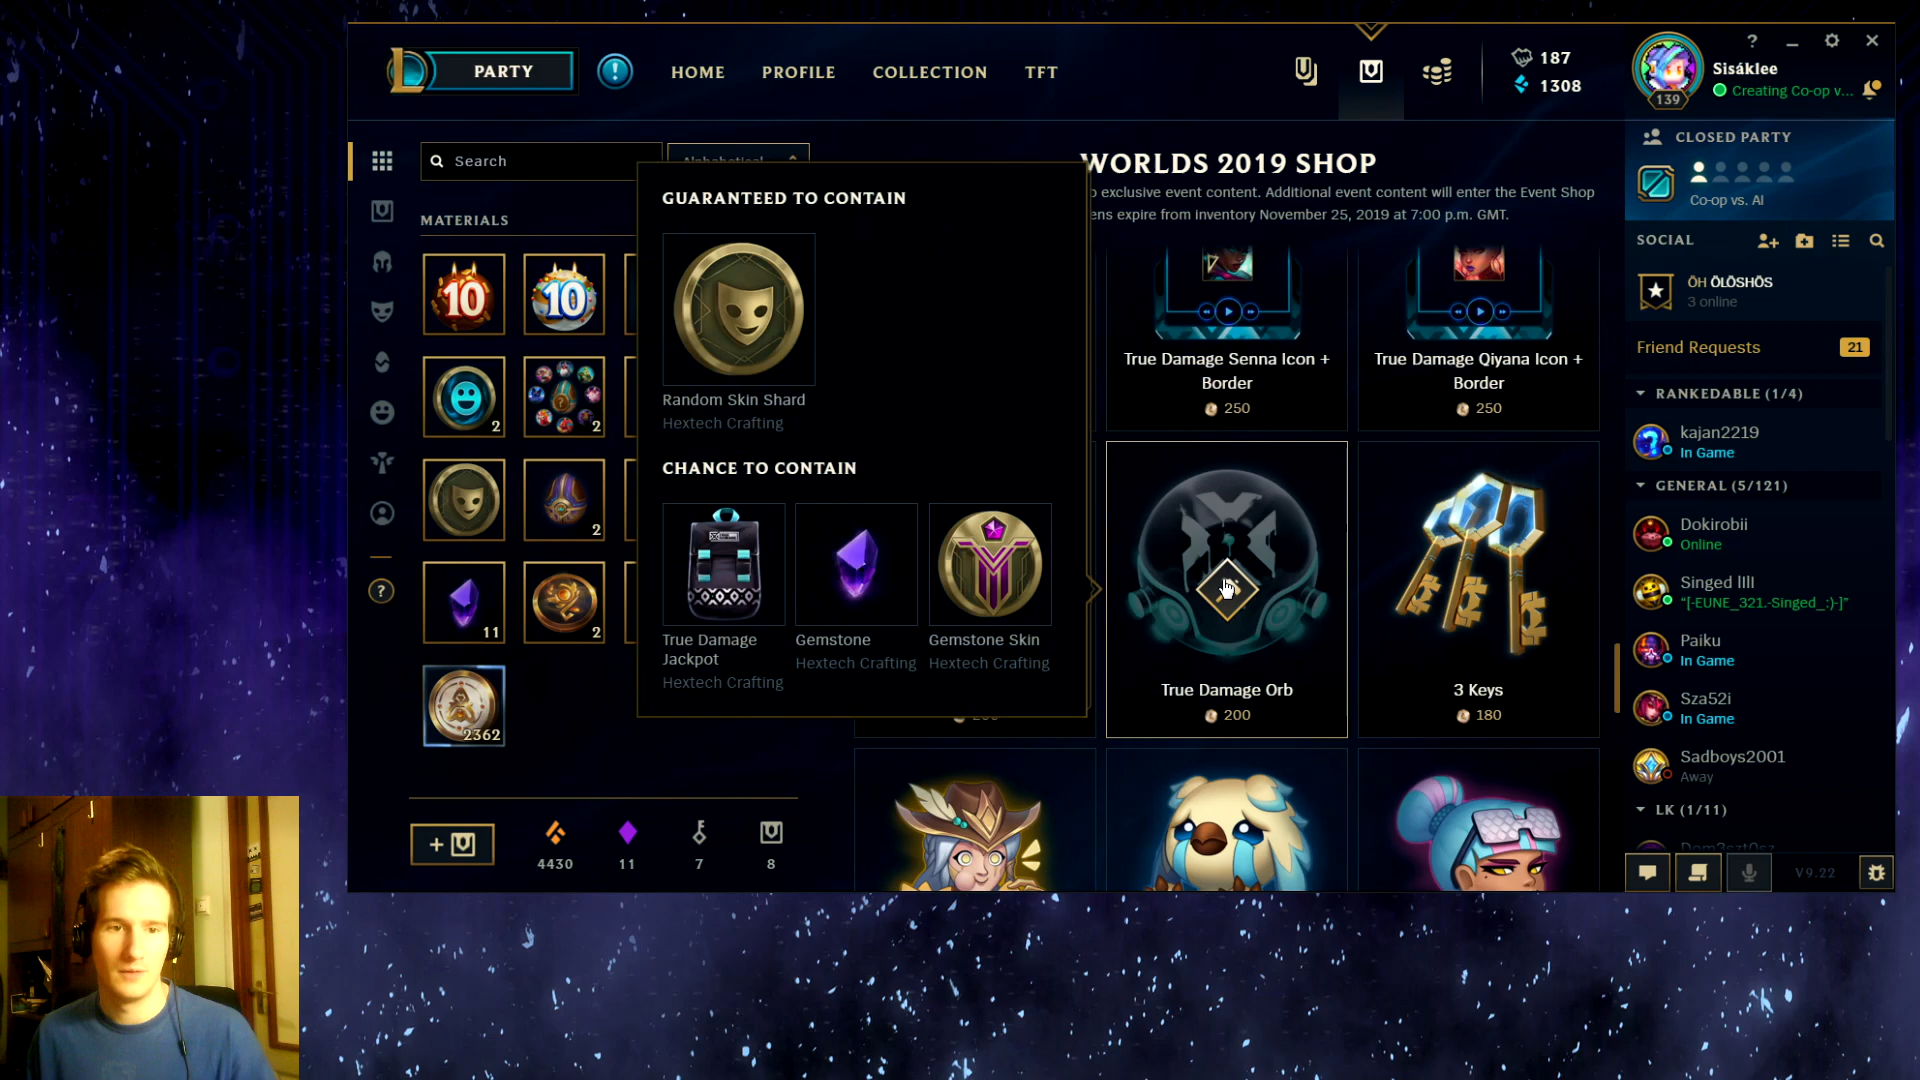 PARTY
HOME
PROFILE
COLLECTION
TFT
187
1308
139
Sisáklee
Creating Co-op v...
Search
MATERIALS
10
10
2
2
2
11
2
2362
4430
11
7
8
GUARANTEED TO CONTAIN
Random Skin Shard
Hextech Crafting
CHANCE TO CONTAIN
True Damage
Jackpot
Hextech Crafting
Gemstone
Hextech Crafting
Gemstone Skin
Hextech Crafting
WORLDS 2019 SHOP
exclusive event content. Additional event content will enter the Event Shop
expire from inventory November 25, 2019 at 7:00 p.m. GMT.
True Damage Senna Icon +
Border
250
True Damage Qiyana Icon +
Border
250
True Damage Orb
200
3 Keys
180
CLOSED PARTY
Co-op vs. AI
SOCIAL
ÖH ÖLÖSHÖS
3 online
Friend Requests
21
RANKEDABLE (1/4)
kajan2219
In Game
GENERAL (5/121)
Dokirobii
Online
Singed llll
"[-EUNE_321.-Singed_:)-]"
Paiku
In Game
Sza52i
In Game
Sadboys2001
Away
LK (1/11)
V9.22